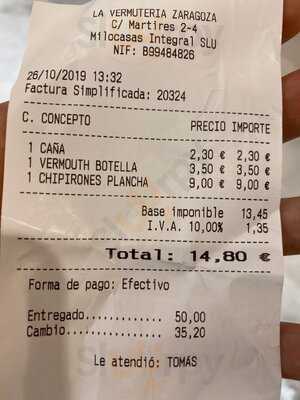 LA VERMUTERIA ZARAGOZA
C/ Martires 2-4
Milocasas Integral SLU
NIF: B99484826
26/10/2019 13:32
Factura Simplificada: 20324
C. CONCEPTO PRECIO IMPORTE
1 CAÑA 2,30 € 2,30 €
1 VERMOUTH BOTELLA 3,50 € 3,50 €
1 CHIPIRONES PLANCHA 9,00 € 9,00 €
Base imponible 13,45
I.V.A. 10,00% 1,35
Total: 14,80 €
Forma de pago: Efectivo
Entregado.............. 50,00
Cambio................. 35,20
Le atendió: TOMAS